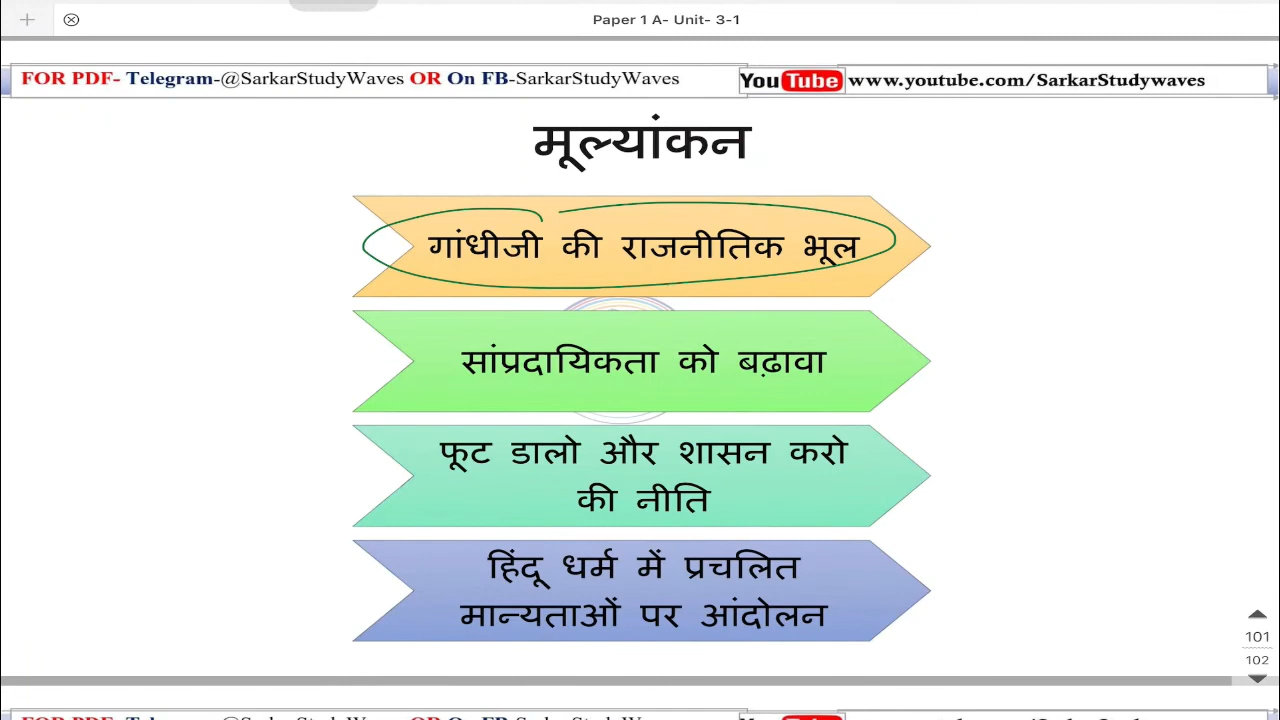 Paper 1 A- Unit- 3-1
FOR PDF- Telegram-@SarkarStudyWaves OR On FB-SarkarStudyWaves
YouTube www.youtube.com/SarkarStudywaves
मूल्यांकन
गांधीजी की राजनीतिक भूल
सांप्रदायिकता को बढ़ावा
फूट डालो और शासन करो
की नीति
हिंदू धर्म में प्रचलित
मान्यताओं पर आंदोलन
101
102